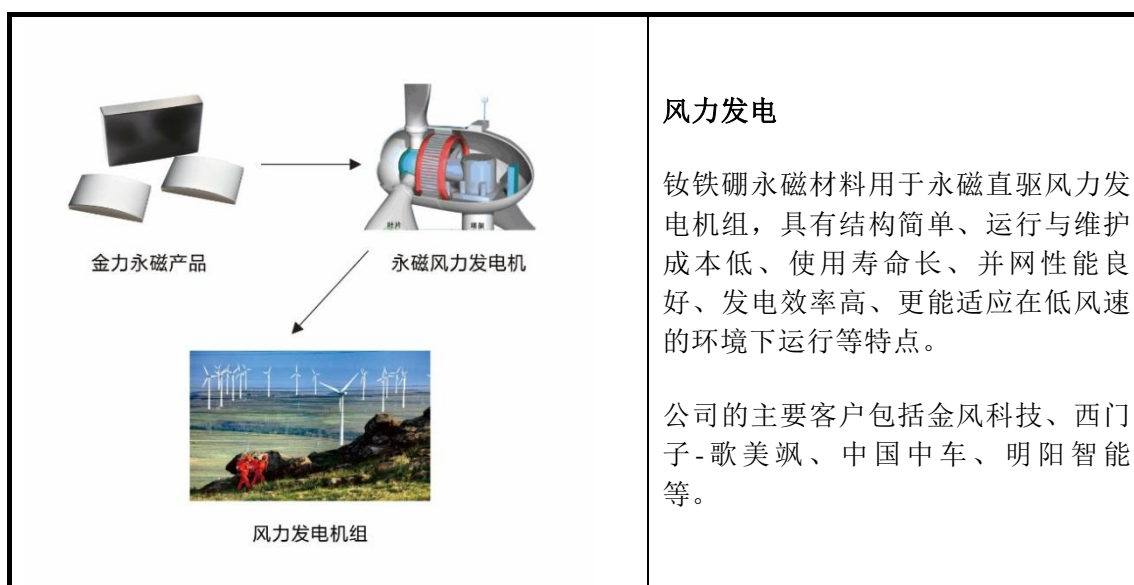 金力永磁产品
永磁风力发电机
叶片
塔架
风力发电机组
风力发电
钕铁硼永磁材料用于永磁直驱风力发
电机组，具有结构简单、运行与维护
成本低、使用寿命长、并网性能良
好、发电效率高、更能适应在低风速
的环境下运行等特点。
公司的主要客户包括金风科技、西门
子-歌美飒、中国中车、明阳智能
等。